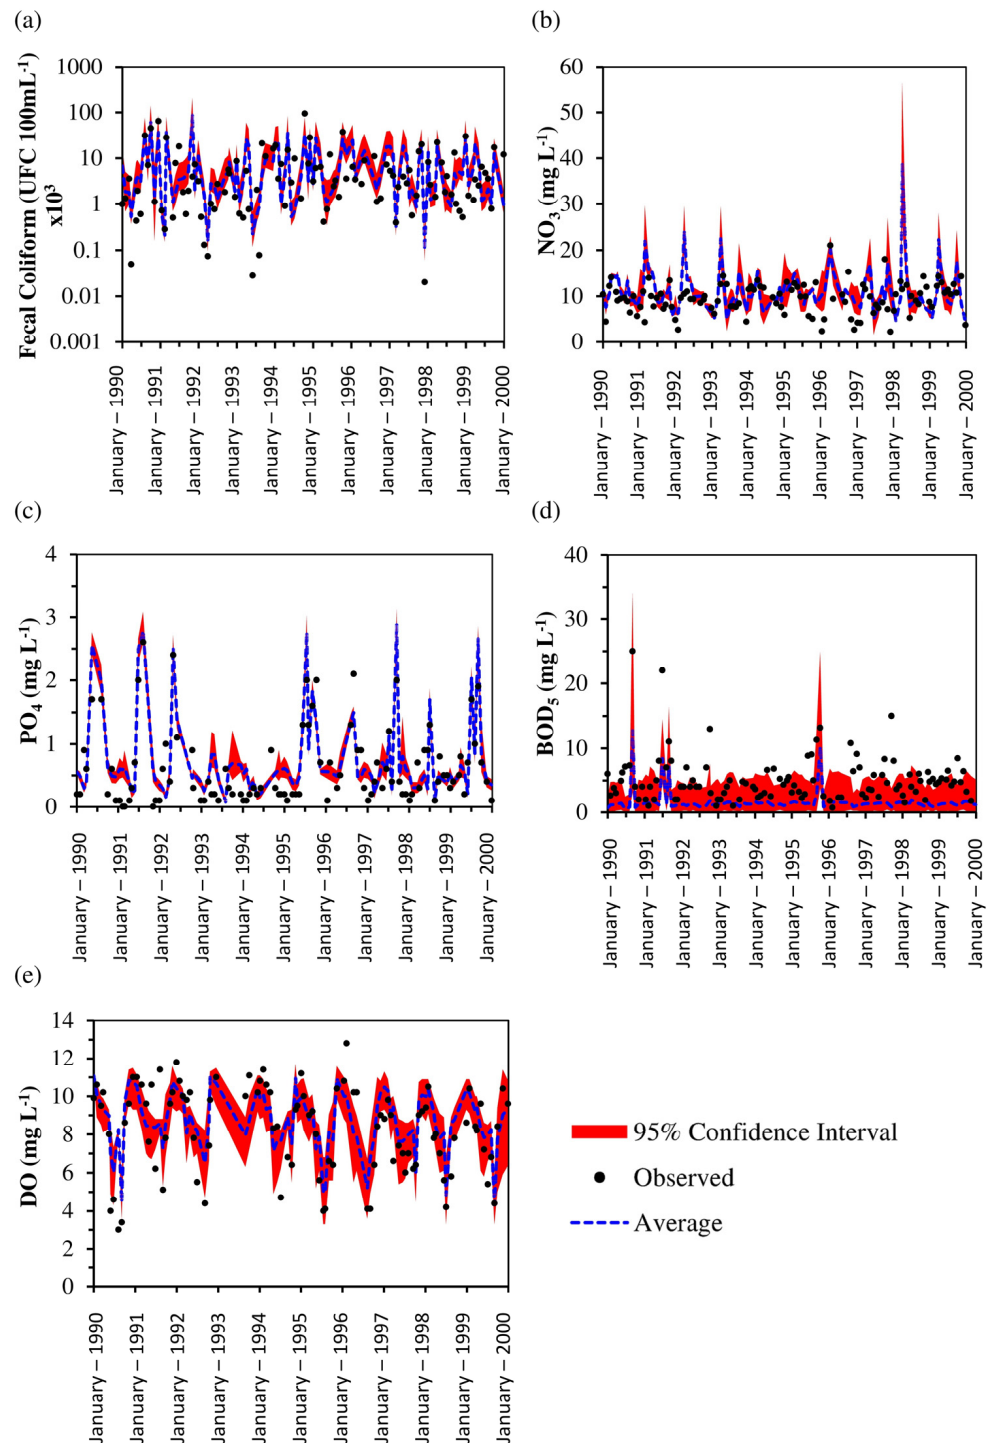 (a)
Fecal Coliform (UFC 100mL⁻¹)
x10³
1000
100
10
1
0.1
0.01
0.001
January – 1990
January – 1991
January – 1992
January – 1993
January – 1994
January – 1995
January – 1996
January – 1997
January – 1998
January – 1999
January – 2000
(b)
NO₃ (mg L⁻¹)
60
50
40
30
20
10
0
January – 1990
January – 1991
January – 1992
January – 1993
January – 1994
January – 1995
January – 1996
January – 1997
January – 1998
January – 1999
January – 2000
(c)
PO₄ (mg L⁻¹)
4
3
2
1
0
January – 1990
January – 1991
January – 1992
January – 1993
January – 1994
January – 1995
January – 1996
January – 1997
January – 1998
January – 1999
January – 2000
(d)
BOD₅ (mg L⁻¹)
40
30
20
10
0
January – 1990
January – 1991
January – 1992
January – 1993
January – 1994
January – 1995
January – 1996
January – 1997
January – 1998
January – 1999
January – 2000
(e)
DO (mg L⁻¹)
14
12
10
8
6
4
2
0
January – 1990
January – 1991
January – 1992
January – 1993
January – 1994
January – 1995
January – 1996
January – 1997
January – 1998
January – 1999
January – 2000
95% Confidence Interval
Observed
Average